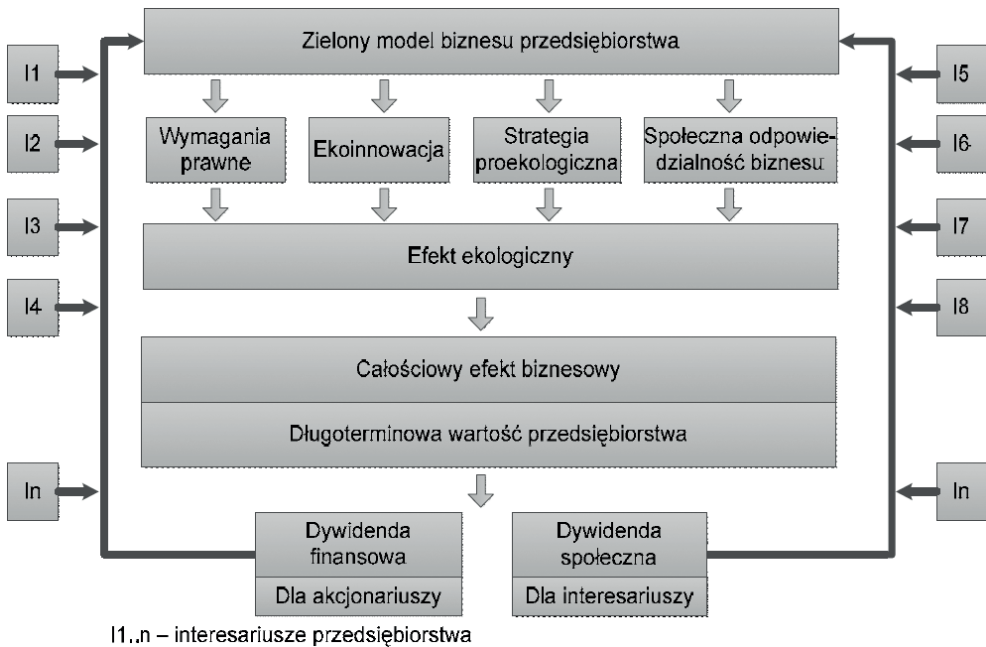 Zielony model biznesu przedsiębiorstwa
I1
I2
I3
I4
In
I5
I6
I7
I8
In
Wymagania
prawne
Ekoinnowacja
Strategia
proekologiczna
Społeczna odpowie-
dzialność biznesu
Efekt ekologiczny
Całościowy efekt biznesowy
Długoterminowa wartość przedsiębiorstwa
Dywidenda
finansowa
Dla akcjonariuszy
Dywidenda
społeczna
Dla interesariuszy
I1..n – interesariusze przedsiębiorstwa